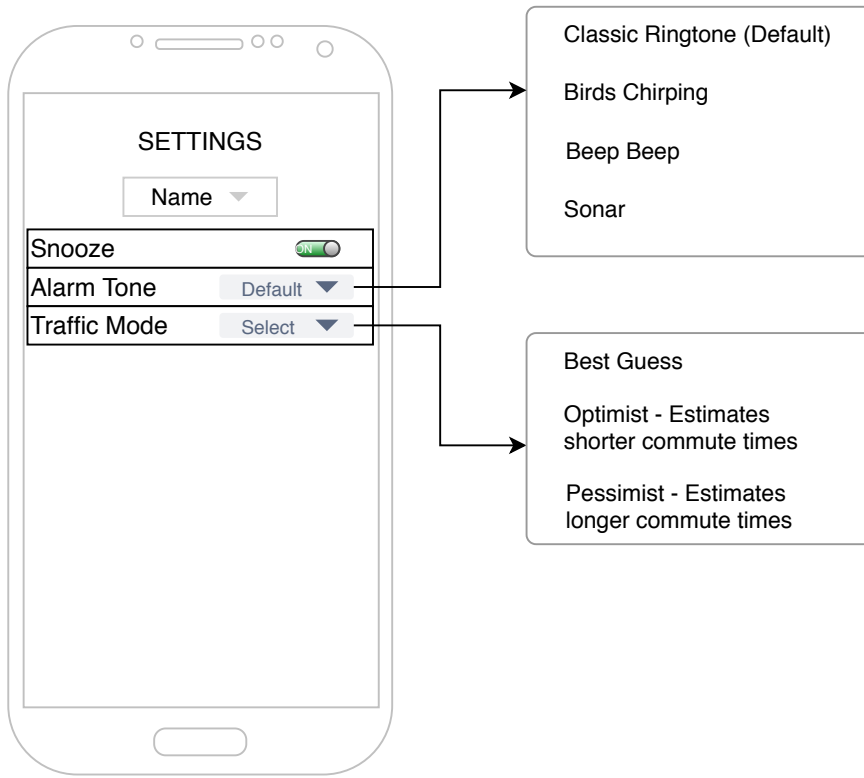 SETTINGS
Name
Snooze ON
Alarm Tone Default
Traffic Mode Select
Classic Ringtone (Default)
Birds Chirping
Beep Beep
Sonar
Best Guess
Optimist - Estimates
shorter commute times
Pessimist - Estimates
longer commute times